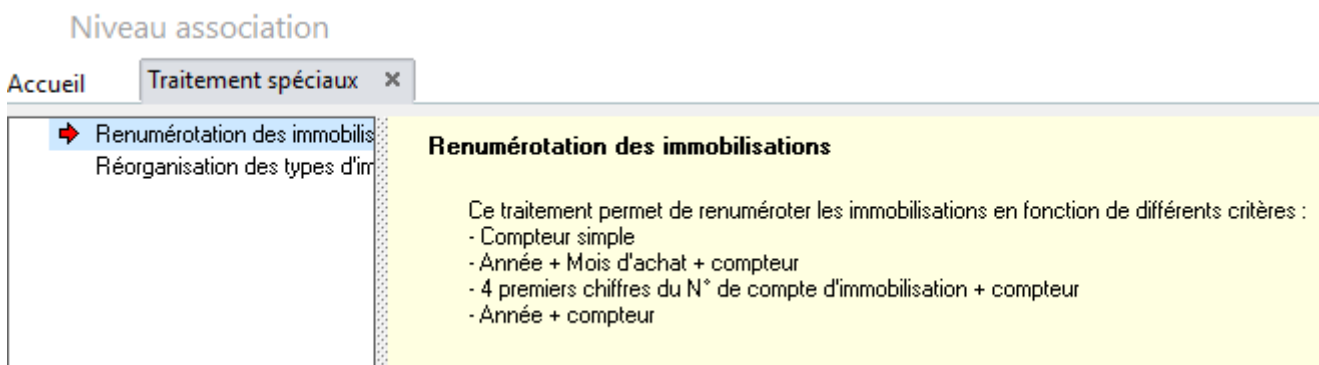 Niveau association
Accueil
Traitement spéciaux ×
Renumérotation des immobilis
Réorganisation des types d'im
Renumérotation des immobilisations
Ce traitement permet de renuméroter les immobilisations en fonction de différents critères :
- Compteur simple
- Année + Mois d'achat + compteur
- 4 premiers chiffres du N° de compte d'immobilisation + compteur
- Année + compteur